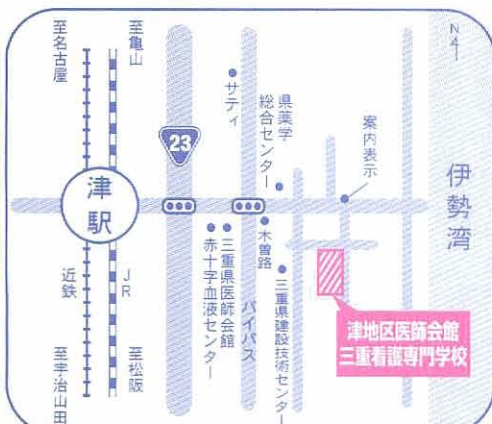 至名古屋
至亀山
サティ
23
県薬学
総合センター
案内表示
N
4
伊勢湾
津駅
近鉄
JR
赤十字血液センター
三重県医師会館
バイパス
木曽路
三重県建設技術センター
津地区医師会館
三重看護専門学校
至宇治山田
至松阪